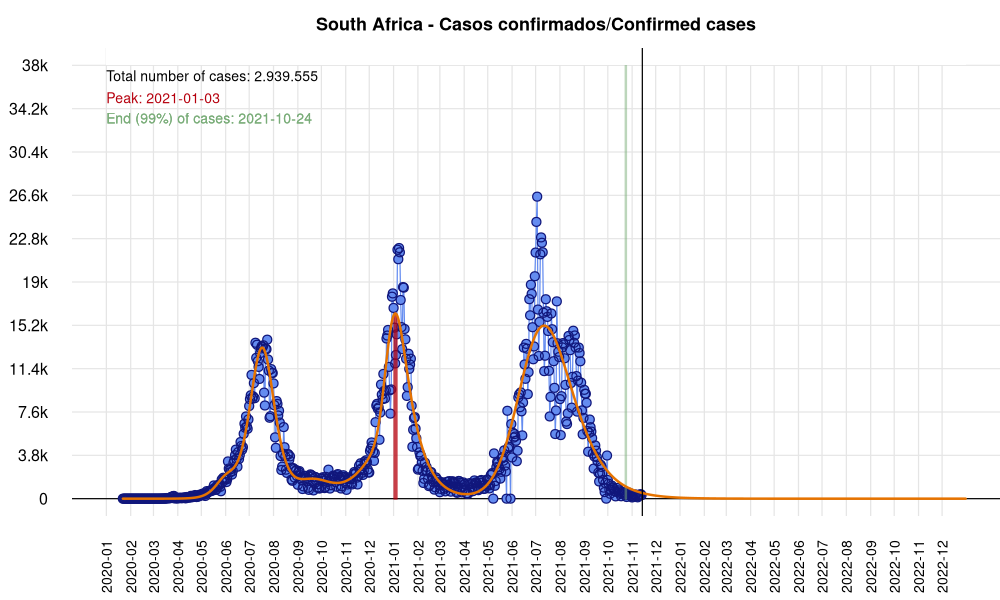 South Africa - Casos confirmados/Confirmed cases
Total number of cases: 2.939.555
Peak: 2021-01-03
End (99%) of cases: 2021-10-24
38k
34.2k
30.4k
26.6k
22.8k
19k
15.2k
11.4k
7.6k
3.8k
0
2020-01
2020-02
2020-03
2020-04
2020-05
2020-06
2020-07
2020-08
2020-09
2020-10
2020-11
2020-12
2021-01
2021-02
2021-03
2021-04
2021-05
2021-06
2021-07
2021-08
2021-09
2021-10
2021-11
2021-12
2022-01
2022-02
2022-03
2022-04
2022-05
2022-06
2022-07
2022-08
2022-09
2022-10
2022-11
2022-12